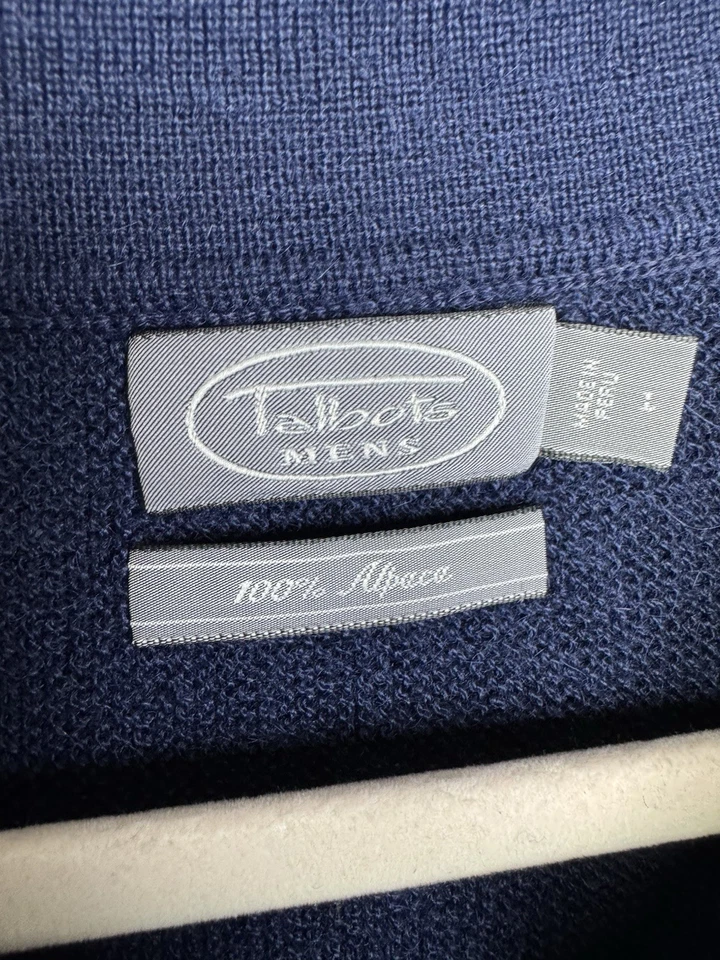 Talbots
MENS
MADE IN
PERU
100% Alpaca